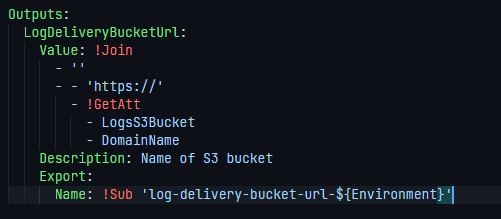 Outputs:
  LogDeliveryBucketUrl:
    Value: !Join
      - ''
      - - 'https://'
        - !GetAtt
          - LogsS3Bucket
          - DomainName
    Description: Name of S3 bucket
    Export:
      Name: !Sub 'log-delivery-bucket-url-${Environment}'